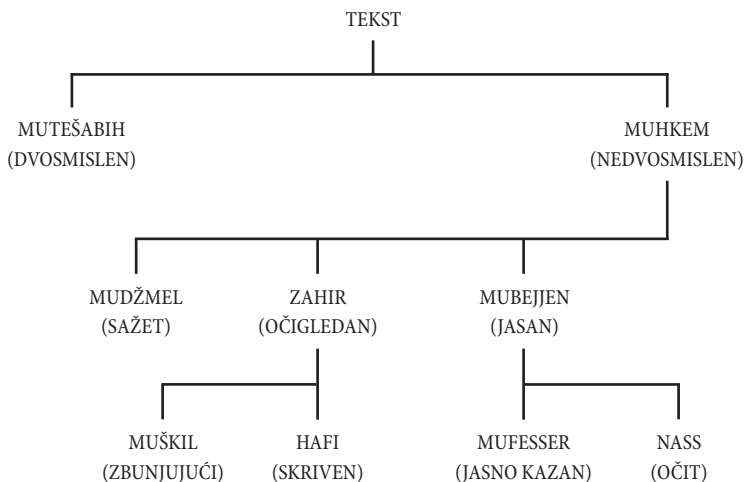 TEKST
MUTEŠABIH
(DVOSMISLEN)
MUHKEM
(NEDVOSMISLEN)
MUDŽMEL
(SAŽET)
ZAHIR
(OČIGLEDAN)
MUBEJJEN
(JASAN)
MUŠKIL
(ZBUNJUJUĆI)
HAFI
(SKRIVEN)
MUFESSER
(JASNO KAZAN)
NASS
(OČIT)